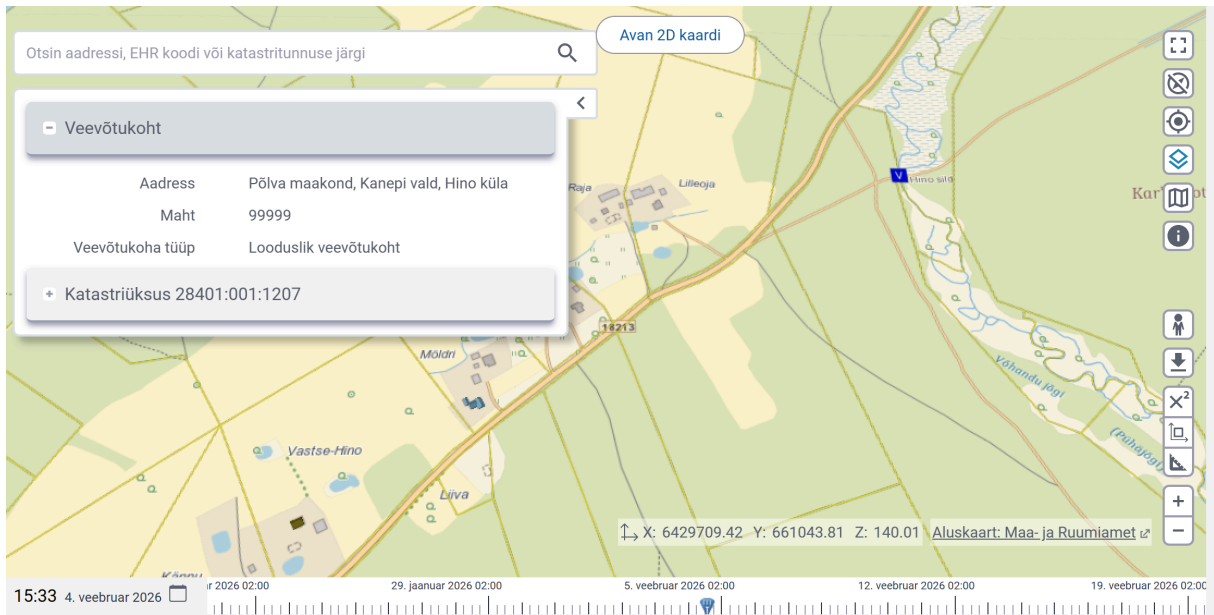 Otsin aadressi, EHR koodi või katastritunnuse järgi
Avan 2D kaardi
Veevõtukoht
Aadress Põlva maakond, Kanepi vald, Hino küla
Maht 99999
Veevõtukoha tüüp Looduslik veevõtukoht
Katastriüksus 28401:001:1207
Raja
Lilleoja
V
Hino sild
18213
Möldri
Võhandu jõgi
(Pühajõgi)
Vastse-Hino
Liiva
X: 6429709.42 Y: 661043.81 Z: 140.01 Aluskaart: Maa- ja Ruumiamet
15:33 4. veebruar 2026
29. jaanuar 2026 02:00 5. veebruar 2026 02:00 12. veebruar 2026 02:00 19. veebruar 2026 02:00